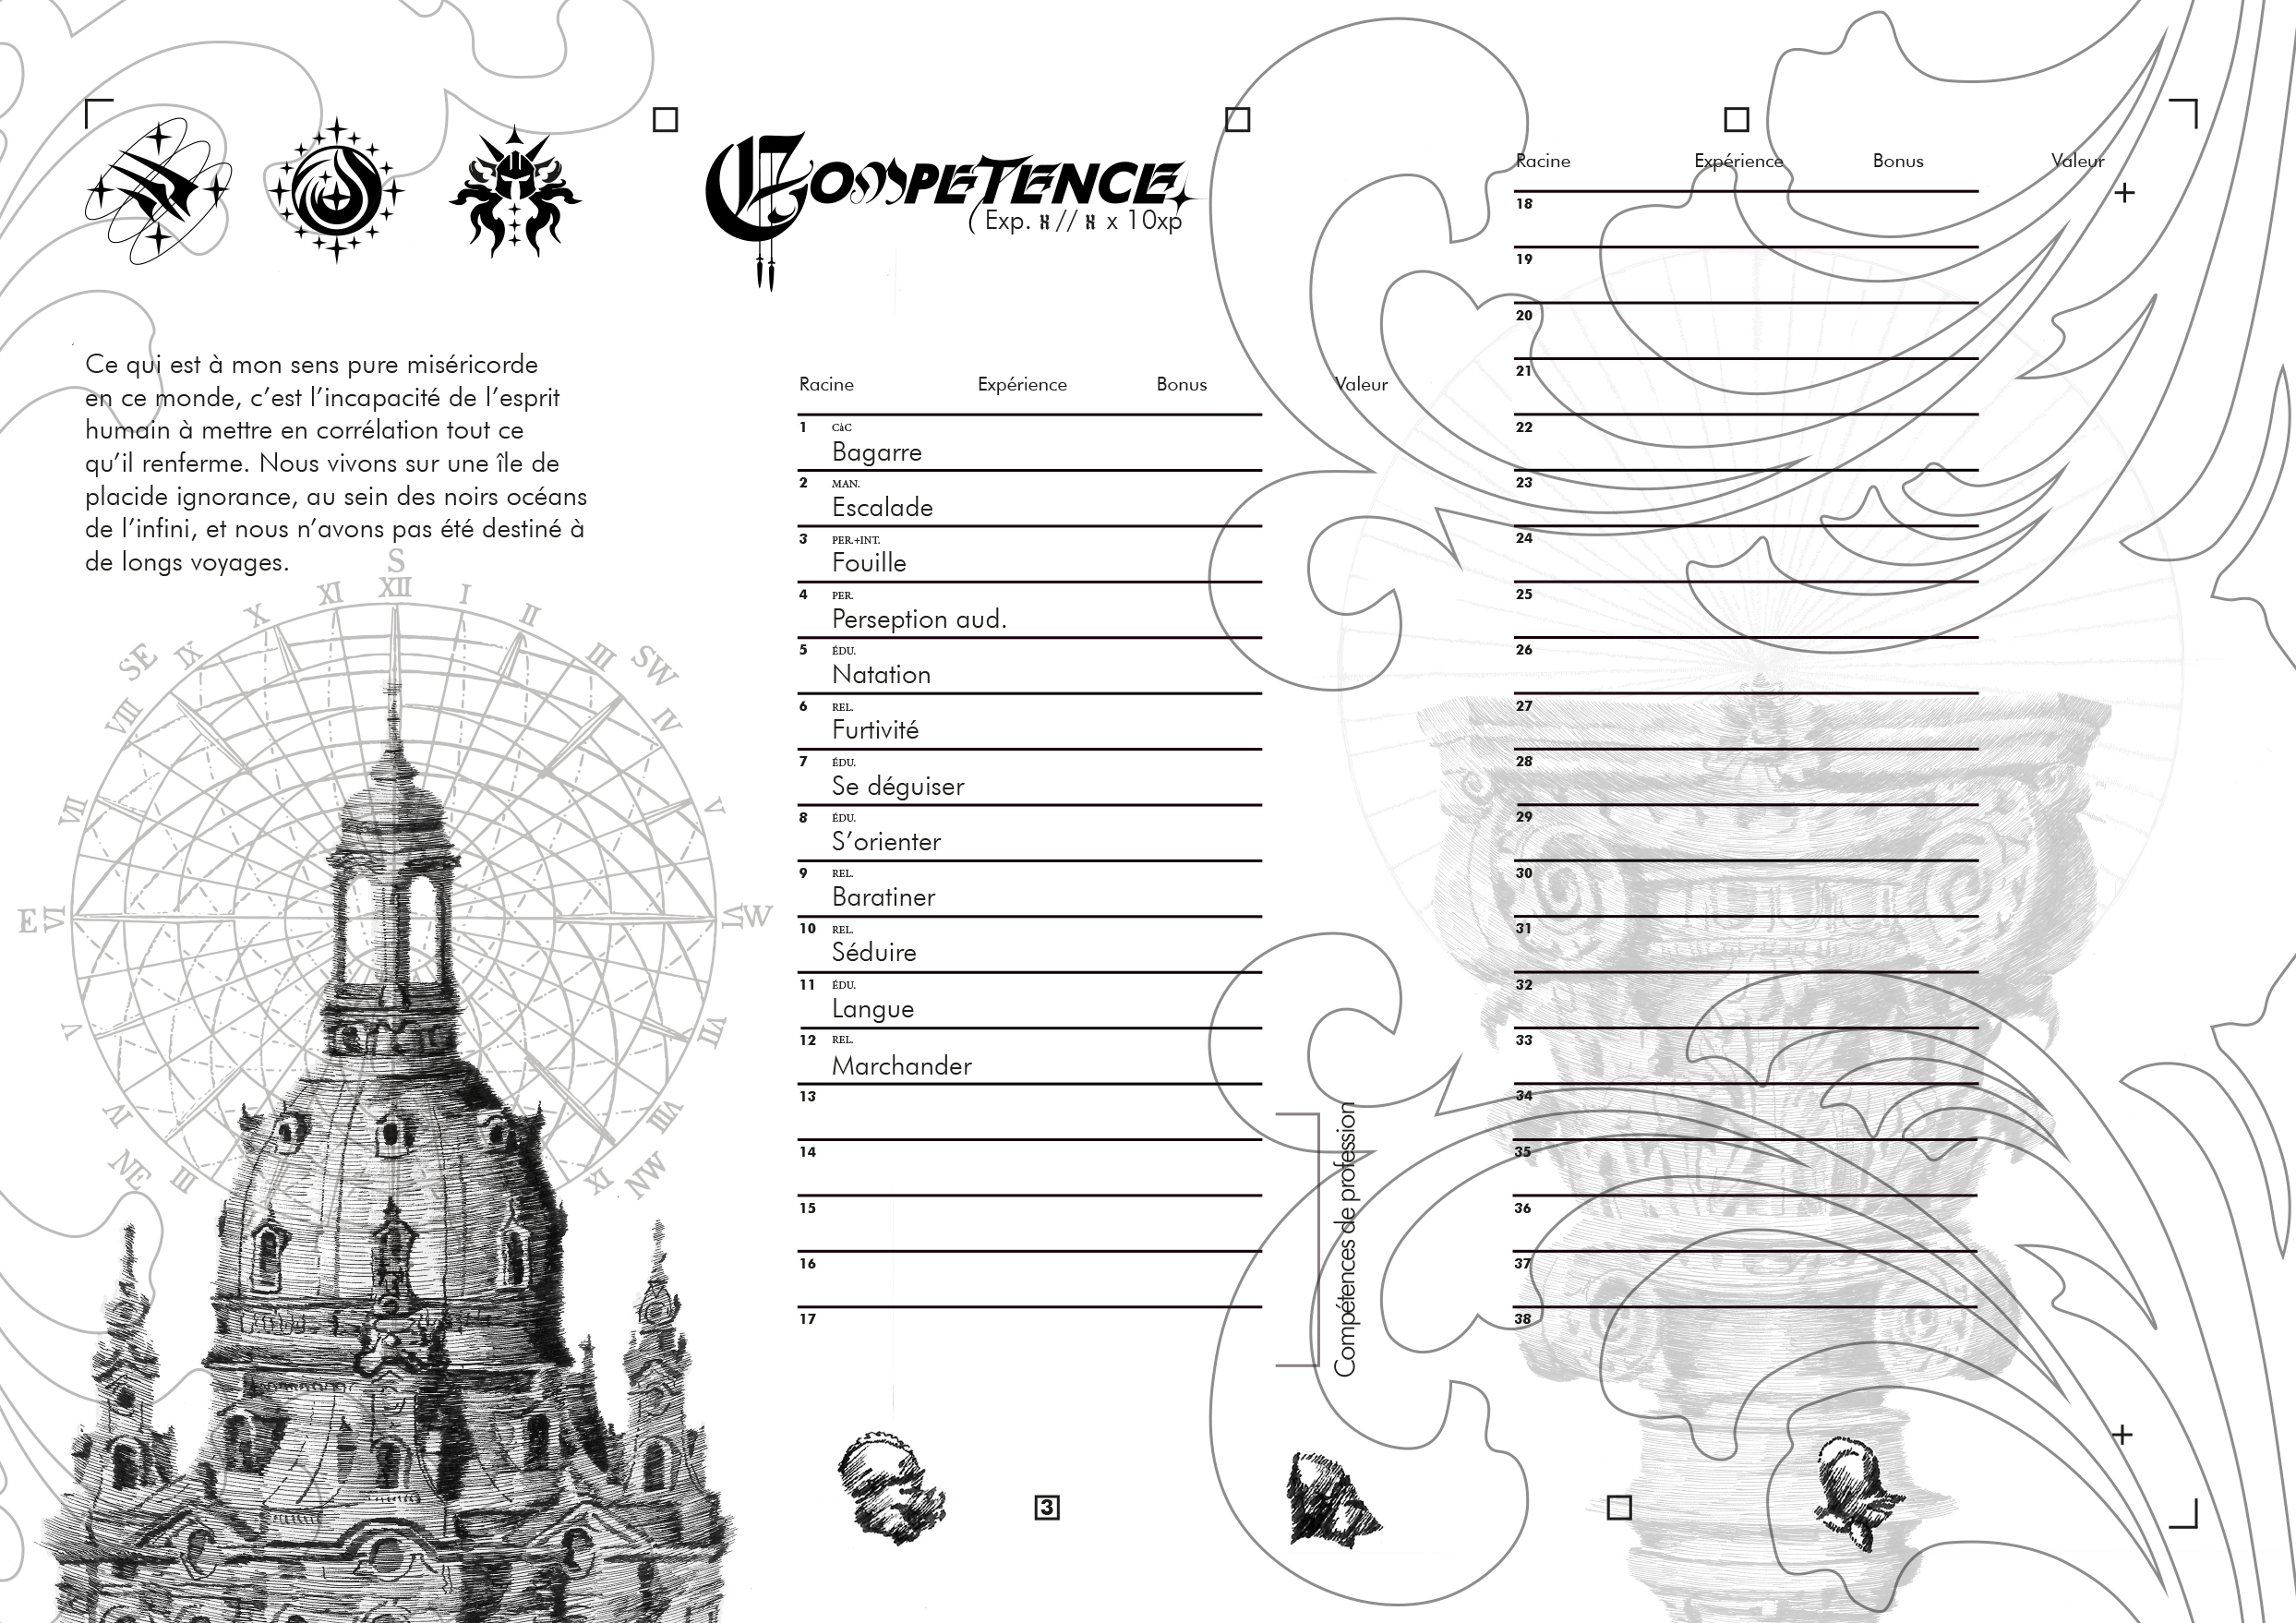 Competence
( Exp. x // x x 10xp
Ce qui est à mon sens pure miséricorde
en ce monde, c’est l’incapacité de l’esprit
humain à mettre en corrélation tout ce
qu’il renferme. Nous vivons sur une île de
placide ignorance, au sein des noirs océans
de l’infini, et nous n’avons pas été destiné à
de longs voyages.
S
XII
XI
I
X
II
IX
III
SE
SW
VII
IV
VII
V
E
VI
VI
W
V
VII
IV
VIII
NE
III
XI
NW
Racine Expérience Bonus Valeur
1 CàC
Bagarre
2 MAN.
Escalade
3 PER.+INT.
Fouille
4 PER.
Perseption aud.
5 ÉDU.
Natation
6 REL.
Furtivité
7 ÉDU.
Se déguiser
8 ÉDU.
S’orienter
9 REL.
Baratiner
10 REL.
Séduire
11 ÉDU.
Langue
12 REL.
Marchander
13
14
15
16
17
Compétences de profession
3
Racine Expérience Bonus Valeur
18
19
20
21
22
23
24
25
26
27
28
29
30
31
32
33
34
35
36
37
38